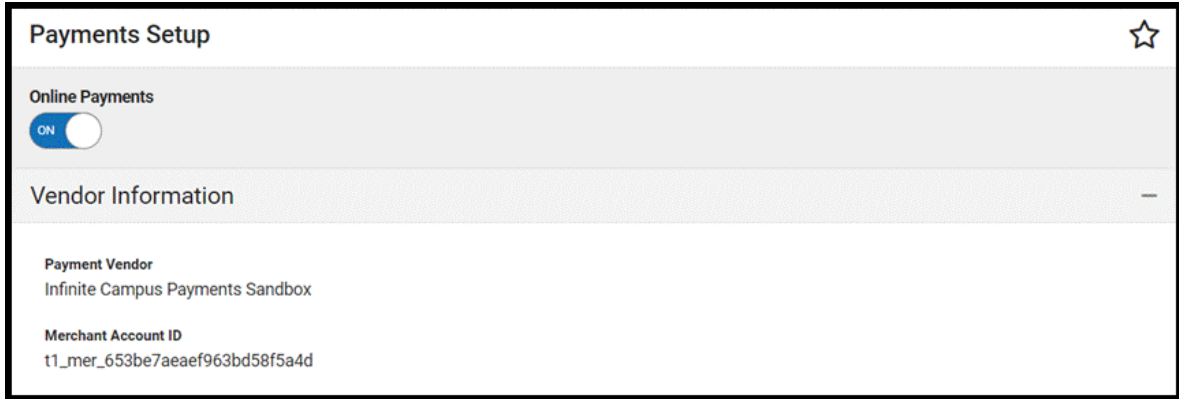 Payments Setup
Online Payments
ON
Vendor Information
Payment Vendor
Infinite Campus Payments Sandbox
Merchant Account ID
t1_mer_653be7aeaef963bd58f5a4d